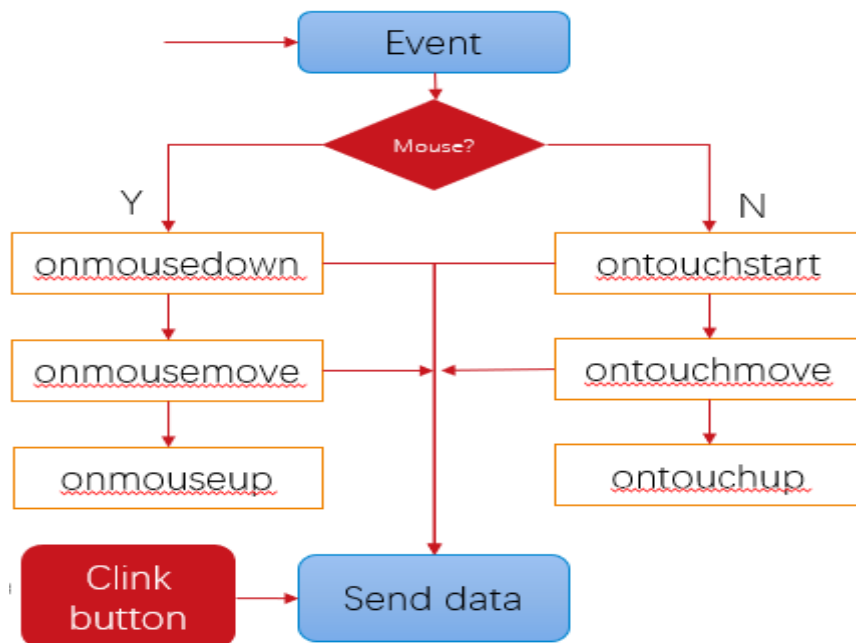 Event
Mouse?
Y
N
onmousedown
ontouchstart
onmousemove
ontouchmove
onmouseup
ontouchup
Clink
button
Send data